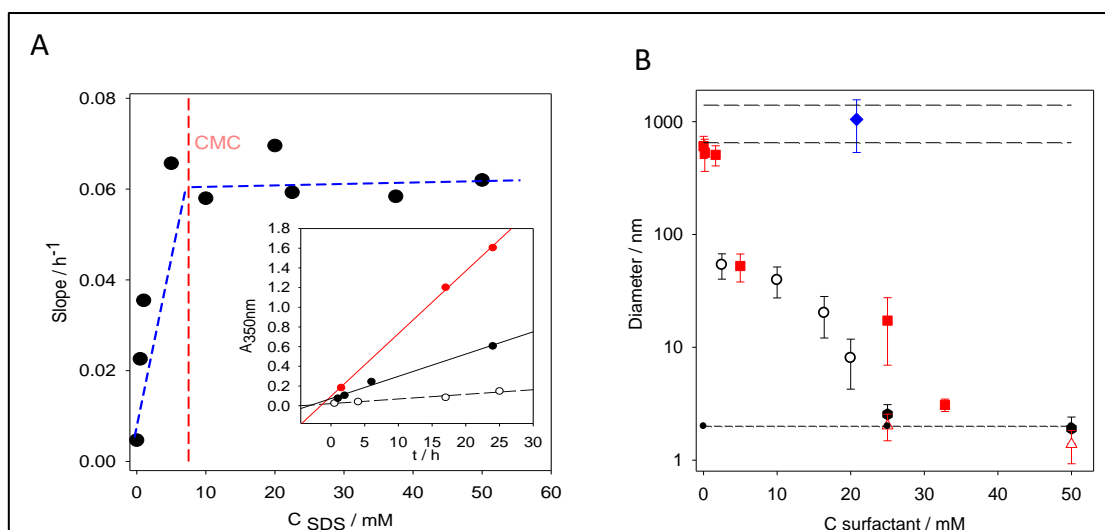 A
B
0.08
0.06
0.04
0.02
0.00
Slope / h-1
CMC
0 10 20 30 40 50 60
C SDS / mM
1.8
1.6
1.4
1.2
1.0
0.8
0.6
0.4
0.2
0.0
A350nm
0 5 10 15 20 25 30
t / h
1000
100
10
1
Diameter / nm
0 10 20 30 40 50
C surfactant / mM